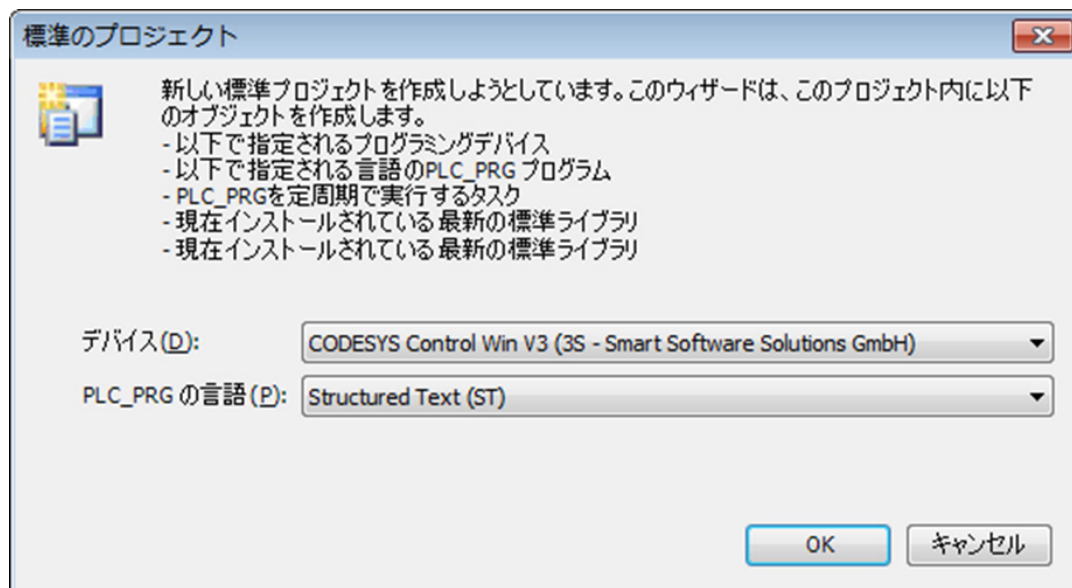 標準のプロジェクト
新しい標準プロジェクトを作成しようとしています。このウィザードは、このプロジェクト内に以下
のオブジェクトを作成します。
- 以下で指定されるプログラミングデバイス
- 以下で指定される言語のPLC_PRG プログラム
- PLC_PRGを定周期で実行するタスク
- 現在インストールされている最新の標準ライブラリ
- 現在インストールされている最新の標準ライブラリ
デバイス(D): CODESYS Control Win V3 (3S - Smart Software Solutions GmbH)
PLC_PRG の言語(P): Structured Text (ST)
OK キャンセル